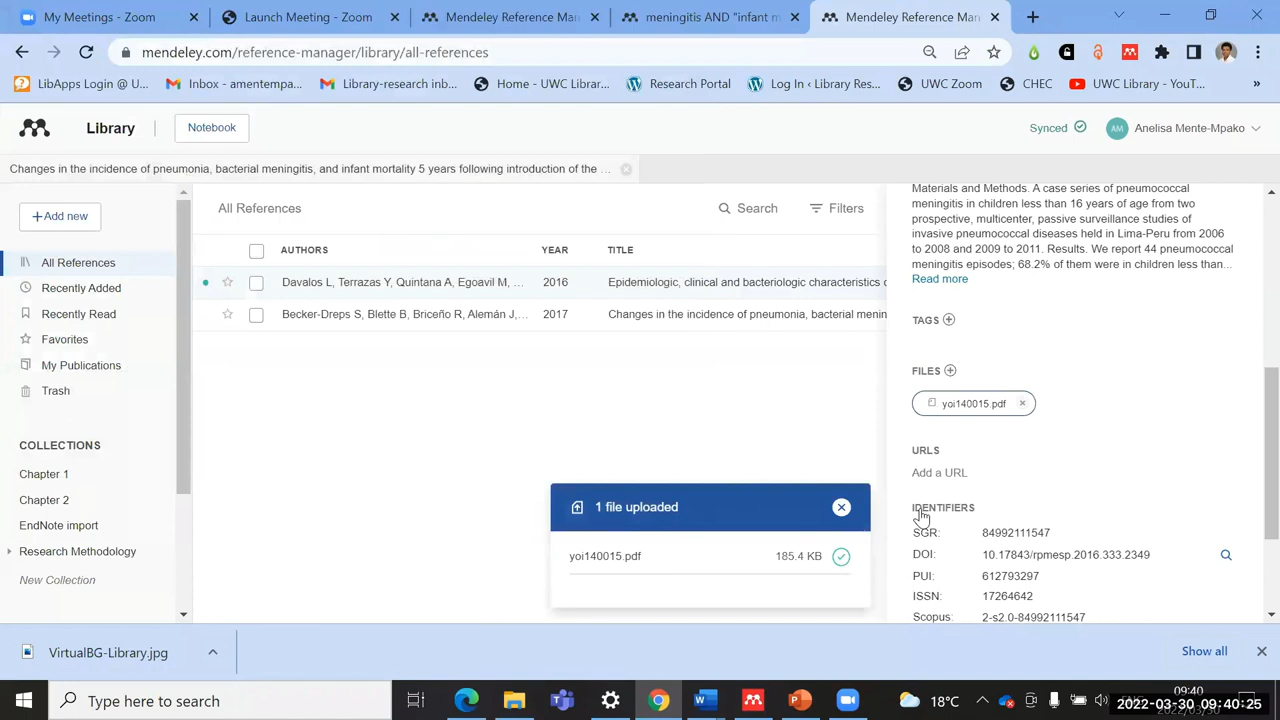 My Meetings - Zoom
Launch Meeting - Zoom
Mendeley Reference Man
meningitis AND "infant m
Mendeley Reference Man
mendeley.com/reference-manager/library/all-references
LibApps Login @ U...
Inbox - amentempa...
Library-research inb...
Home - UWC Librar...
Research Portal
Log In ‹ Library Res...
UWC Zoom
CHEC
UWC Library - YouT...
»
Library
Notebook
Synced
AM
Anelisa Mente-Mpako
Changes in the incidence of pneumonia, bacterial meningitis, and infant mortality 5 years following introduction of the ...
+Add new
All References
Recently Added
Recently Read
Favorites
My Publications
Trash
COLLECTIONS
Chapter 1
Chapter 2
EndNote import
Research Methodology
New Collection
All References
Search
Filters
AUTHORS
YEAR
TITLE
Davalos L, Terrazas Y, Quintana A, Egoavil M, ...
2016
Epidemiologic, clinical and bacteriologic characteristics
Becker-Dreps S, Blette B, Briceño R, Alemán J,...
2017
Changes in the incidence of pneumonia, bacterial menin
1 file uploaded
yoi140015.pdf
185.4 KB
Materials and Methods. A case series of pneumococcal
meningitis in children less than 16 years of age from two
prospective, multicenter, passive surveillance studies of
invasive pneumococcal diseases held in Lima-Peru from 2006
to 2008 and 2009 to 2011. Results. We report 44 pneumococcal
meningitis episodes; 68.2% of them were in children less than...
Read more
TAGS
FILES
yoi140015.pdf
URLS
Add a URL
IDENTIFIERS
SGR: 84992111547
DOI: 10.17843/rpmesp.2016.333.2349
PUI: 612793297
ISSN: 17264642
Scopus: 2-s2.0-84992111547
VirtualBG-Library.jpg
Show all
Type here to search
18°C
ENG
09:40
2022-03-30 09:40:25